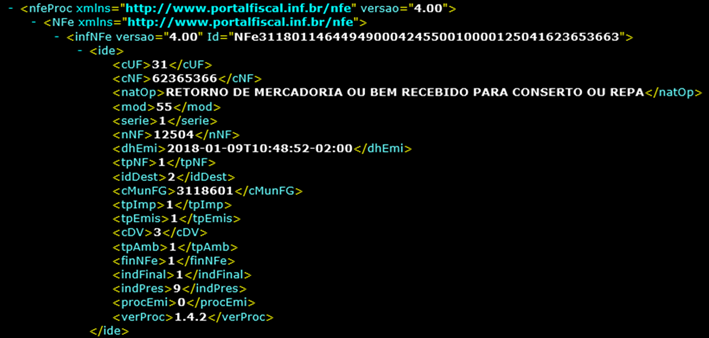 - <nfeProc xmlns="http://www.portalfiscal.inf.br/nfe" versao="4.00">
- <NFe xmlns="http://www.portalfiscal.inf.br/nfe">
- <infNFe versao="4.00" Id="NFe31180114644949000424550010000125041623653663">
- <ide>
<cUF>31</cUF>
<cNF>62365366</cNF>
<natOp>RETORNO DE MERCADORIA OU BEM RECEBIDO PARA CONSERTO OU REPA</natOp>
<mod>55</mod>
<serie>1</serie>
<nNF>12504</nNF>
<dhEmi>2018-01-09T10:48:52-02:00</dhEmi>
<tpNF>1</tpNF>
<idDest>2</idDest>
<cMunFG>3118601</cMunFG>
<tpImp>1</tpImp>
<tpEmis>1</tpEmis>
<cDV>3</cDV>
<tpAmb>1</tpAmb>
<finNFe>1</finNFe>
<indFinal>1</indFinal>
<indPres>9</indPres>
<procEmi>0</procEmi>
<verProc>1.4.2</verProc>
</ide>